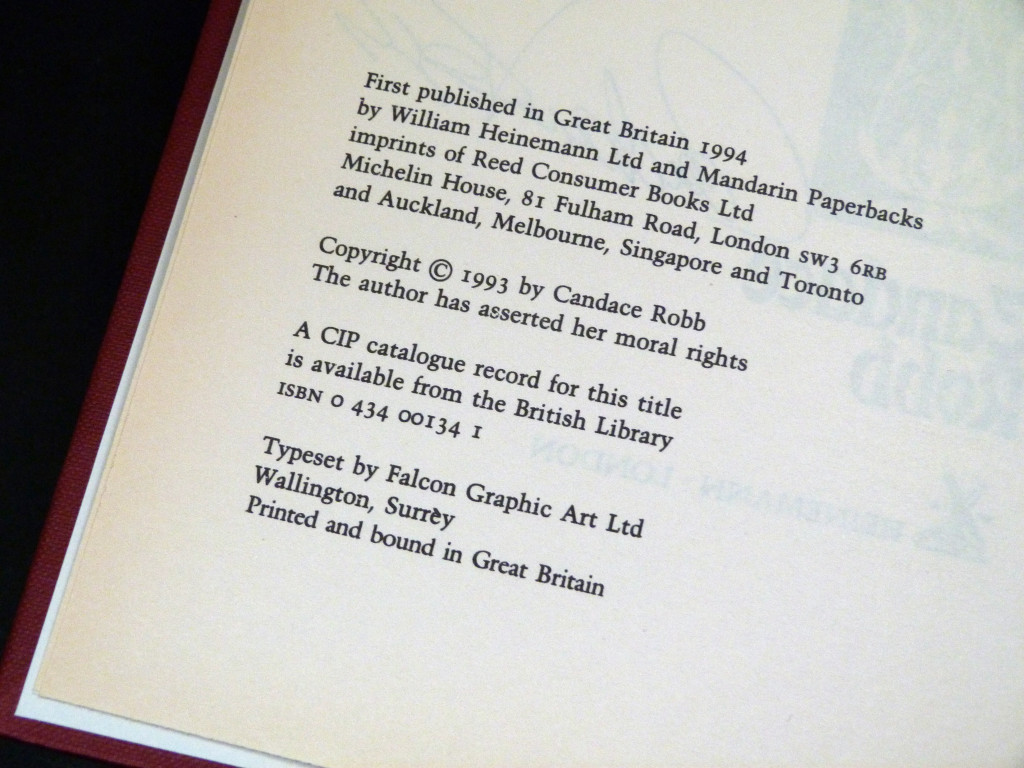 First published in Great Britain 1994
by William Heinemann Ltd and Mandarin Paperbacks
imprints of Reed Consumer Books Ltd
Michelin House, 81 Fulham Road, London SW3 6RB
and Auckland, Melbourne, Singapore and Toronto
Copyright © 1993 by Candace Robb
The author has asserted her moral rights
A CIP catalogue record for this title
is available from the British Library
ISBN 0 434 00134 1
Typeset by Falcon Graphic Art Ltd
Wallington, Surrey
Printed and bound in Great Britain
Candace
Robb
HEINEMANN · LONDON